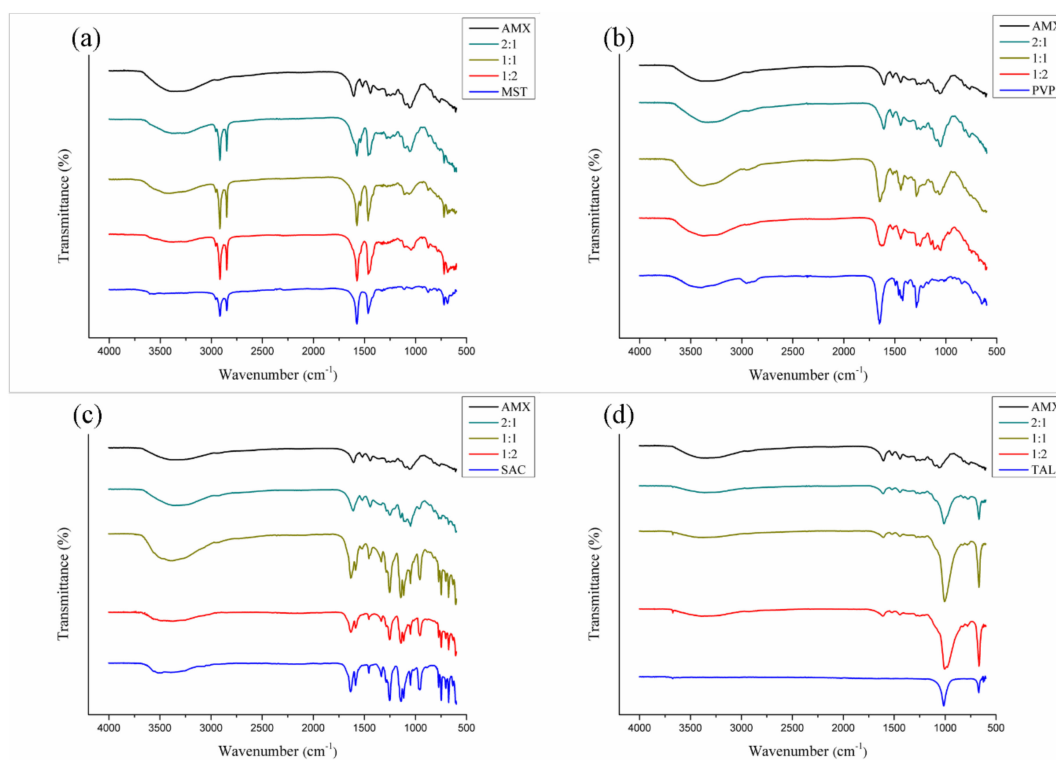 (a)
AMX
2:1
1:1
1:2
MST
Transmittance (%)
4000 3500 3000 2500 2000 1500 1000 500
Wavenumber (cm⁻¹)
(b)
AMX
2:1
1:1
1:2
PVP
Transmittance (%)
4000 3500 3000 2500 2000 1500 1000 500
Wavenumber (cm⁻¹)
(c)
AMX
2:1
1:1
1:2
SAC
Transmittance (%)
4000 3500 3000 2500 2000 1500 1000 500
Wavenumber (cm⁻¹)
(d)
AMX
2:1
1:1
1:2
TAL
Transmittance (%)
4000 3500 3000 2500 2000 1500 1000 500
Wavenumber (cm⁻¹)